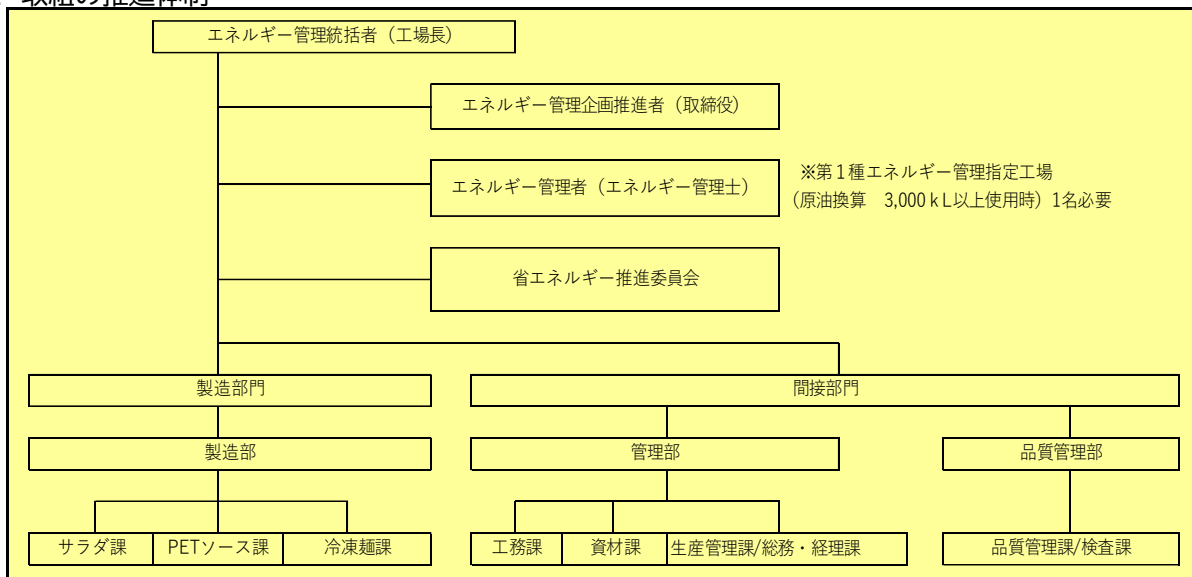 取組の推進体制
エネルギー管理統括者（工場長）
エネルギー管理企画推進者（取締役）
エネルギー管理者（エネルギー管理士）
※第1種エネルギー管理指定工場
（原油換算　3,000ｋL以上使用時）1名必要
省エネルギー推進委員会
製造部門
間接部門
製造部
管理部
品質管理部
サラダ課
PETソース課
冷凍麺課
工務課
資材課
生産管理課/総務・経理課
品質管理課/検査課